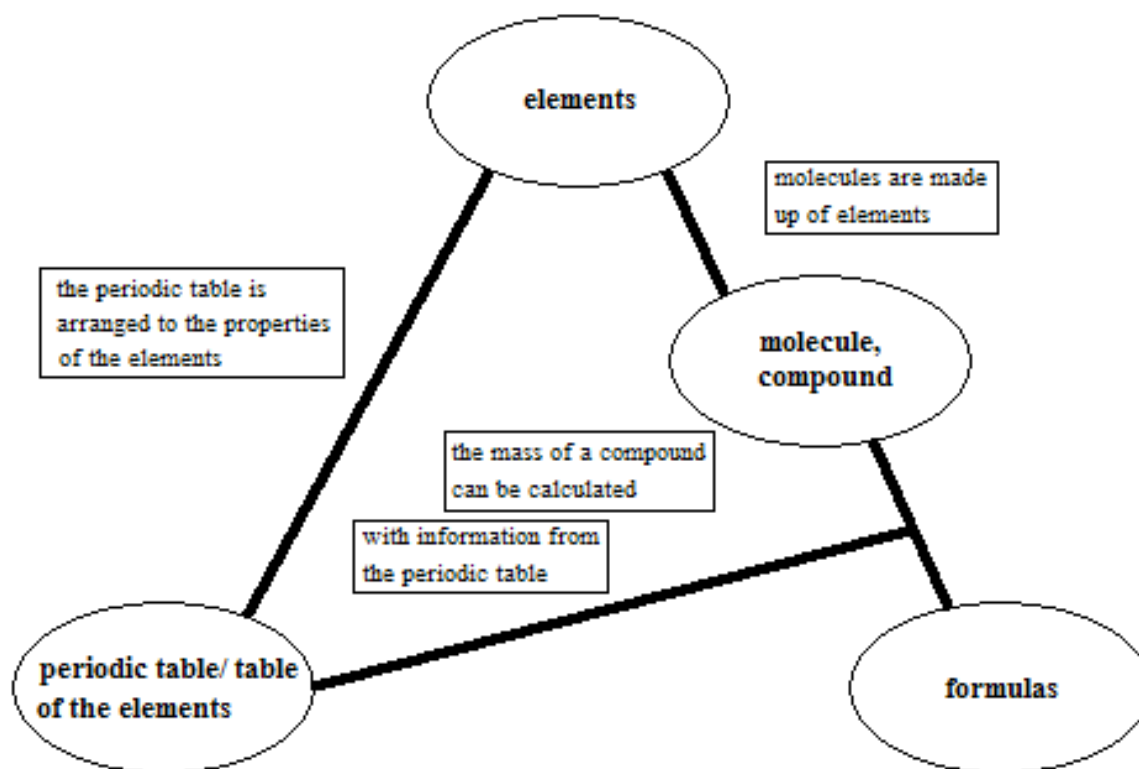 elements
molecules are made
up of elements
the periodic table is
arranged to the properties
of the elements
molecule,
compound
the mass of a compound
can be calculated
with information from
the periodic table
periodic table/ table
of the elements
formulas